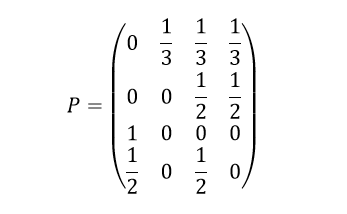 P = 
0 1/3 1/3 1/3
0 0 1/2 1/2
1 0 0 0
1/2 0 1/2 0